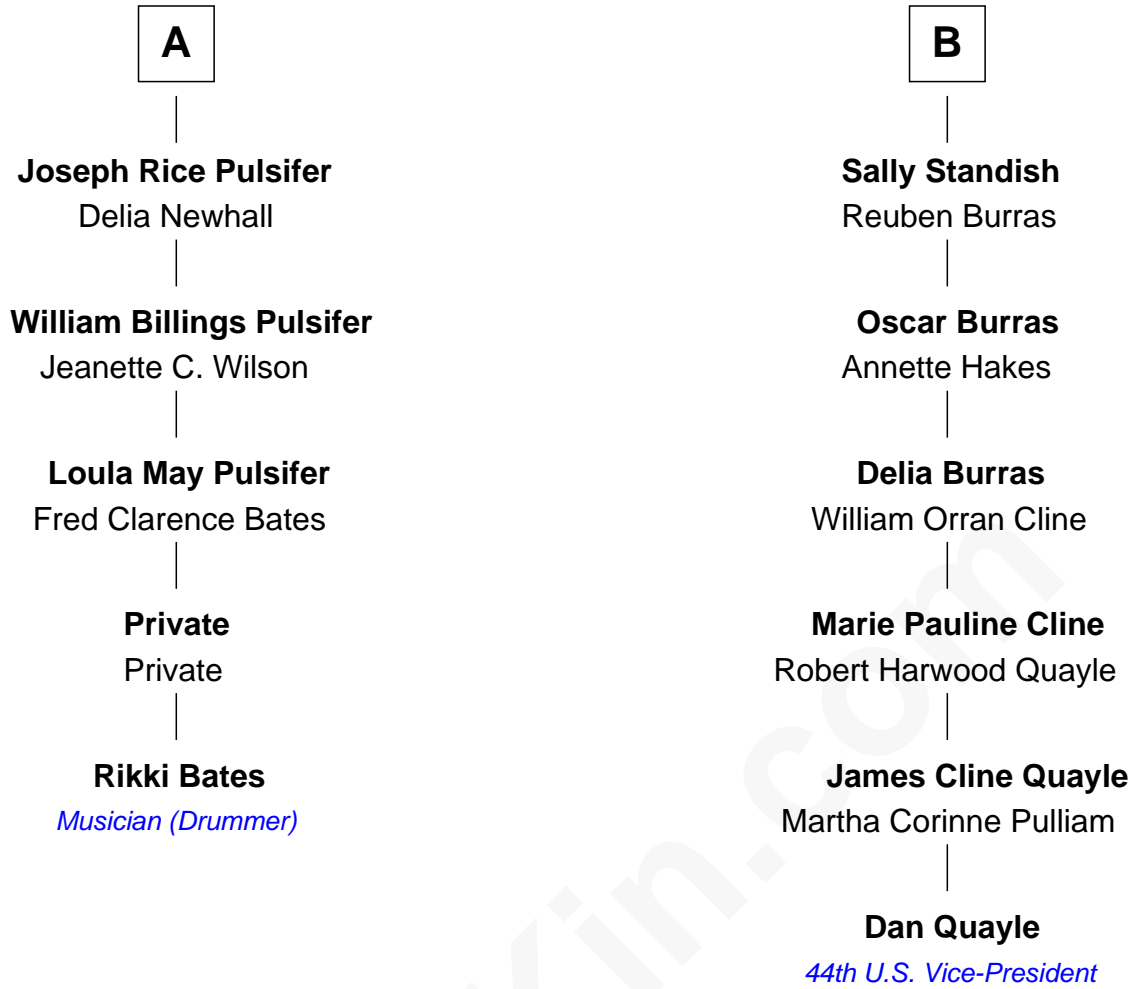 A
Joseph Rice Pulsifer
Delia Newhall
William Billings Pulsifer
Jeanette C. Wilson
Loula May Pulsifer
Fred Clarence Bates
Private
Private
Rikki Bates
Musician (Drummer)
B
Sally Standish
Reuben Burras
Oscar Burras
Annette Hakes
Delia Burras
William Orran Cline
Marie Pauline Cline
Robert Harwood Quayle
James Cline Quayle
Martha Corinne Pulliam
Dan Quayle
44th U.S. Vice-President
Kin.com